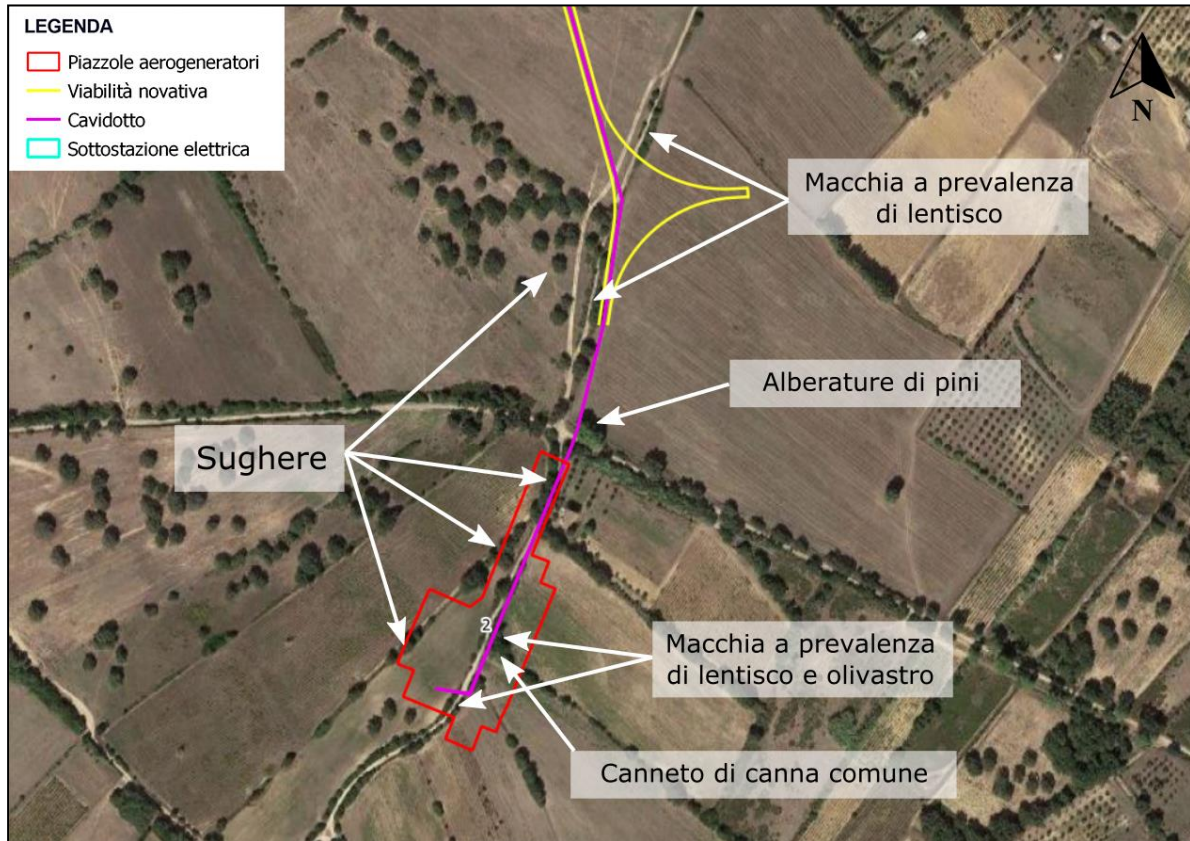 LEGENDA
Piazzole aerogeneratori
Viabilità novativa
Cavidotto
Sottostazione elettrica
N
Macchia a prevalenza
di lentisco
Alberature di pini
Sughere
2
Macchia a prevalenza
di lentisco e olivastro
Canneto di canna comune